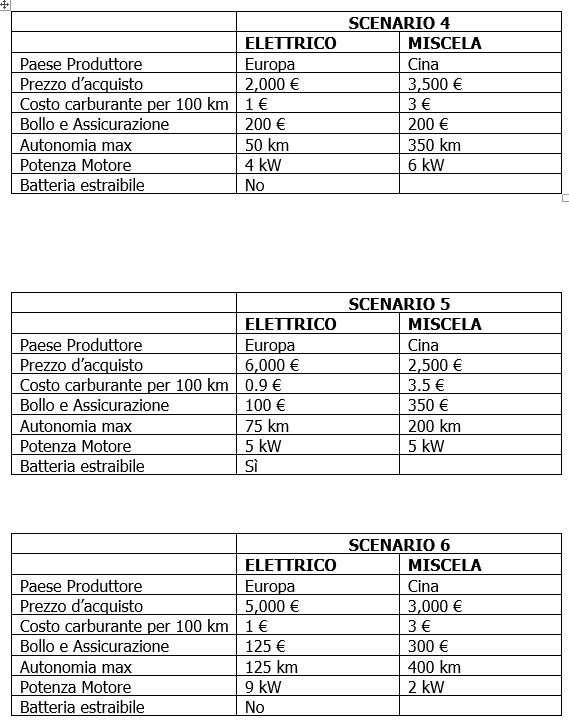 SCENARIO 4
ELETTRICO MISCELA
Paese Produttore Europa Cina
Prezzo d’acquisto 2,000 € 3,500 €
Costo carburante per 100 km 1 € 3 €
Bollo e Assicurazione 200 € 200 €
Autonomia max 50 km 350 km
Potenza Motore 4 kW 6 kW
Batteria estraibile No
SCENARIO 5
ELETTRICO MISCELA
Paese Produttore Europa Cina
Prezzo d’acquisto 6,000 € 2,500 €
Costo carburante per 100 km 0.9 € 3.5 €
Bollo e Assicurazione 100 € 350 €
Autonomia max 75 km 200 km
Potenza Motore 5 kW 5 kW
Batteria estraibile Sì
SCENARIO 6
ELETTRICO MISCELA
Paese Produttore Europa Cina
Prezzo d’acquisto 5,000 € 3,000 €
Costo carburante per 100 km 1 € 3 €
Bollo e Assicurazione 125 € 300 €
Autonomia max 125 km 400 km
Potenza Motore 9 kW 2 kW
Batteria estraibile No